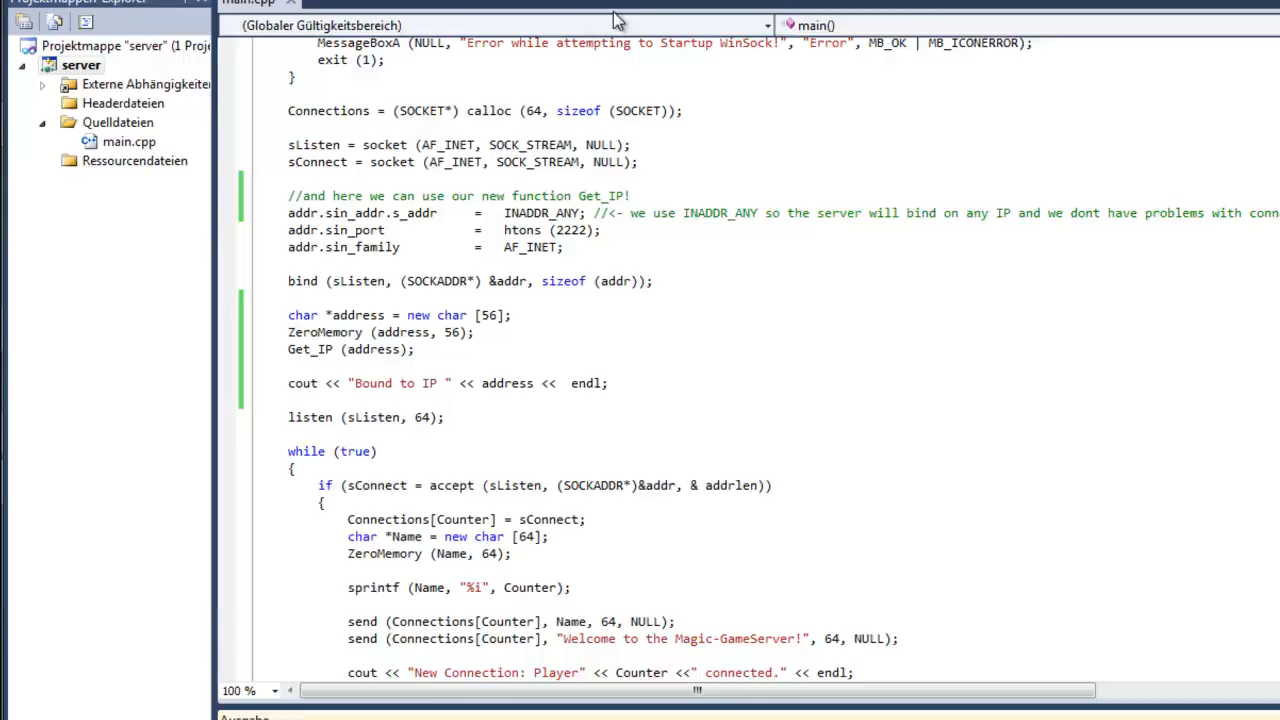 Projektmappen-Explorer
main.cpp
(Globaler Gültigkeitsbereich)
main()
Projektmappe "server" (1 Proje
server
Externe Abhängigkeiten
Headerdateien
Quelldateien
main.cpp
Ressourcendateien
MessageBoxA (NULL, "Error while attempting to Startup WinSock!", "Error", MB_OK | MB_ICONERROR);
exit (1);
}
Connections = (SOCKET*) calloc (64, sizeof (SOCKET));
sListen = socket (AF_INET, SOCK_STREAM, NULL);
sConnect = socket (AF_INET, SOCK_STREAM, NULL);
//and here we can use our new function Get_IP!
addr.sin_addr.s_addr = INADDR_ANY; //<- we use INADDR_ANY so the server will bind on any IP and we dont have problems with conn
addr.sin_port = htons (2222);
addr.sin_family = AF_INET;
bind (sListen, (SOCKADDR*) &addr, sizeof (addr));
char *address = new char [56];
ZeroMemory (address, 56);
Get_IP (address);
cout << "Bound to IP " << address << endl;
listen (sListen, 64);
while (true)
{
if (sConnect = accept (sListen, (SOCKADDR*)&addr, & addrlen))
{
Connections[Counter] = sConnect;
char *Name = new char [64];
ZeroMemory (Name, 64);
sprintf (Name, "%i", Counter);
send (Connections[Counter], Name, 64, NULL);
send (Connections[Counter], "Welcome to the Magic-GameServer!", 64, NULL);
cout << "New Connection: Player" << Counter <<" connected." << endl;
100 %
Ausgabe